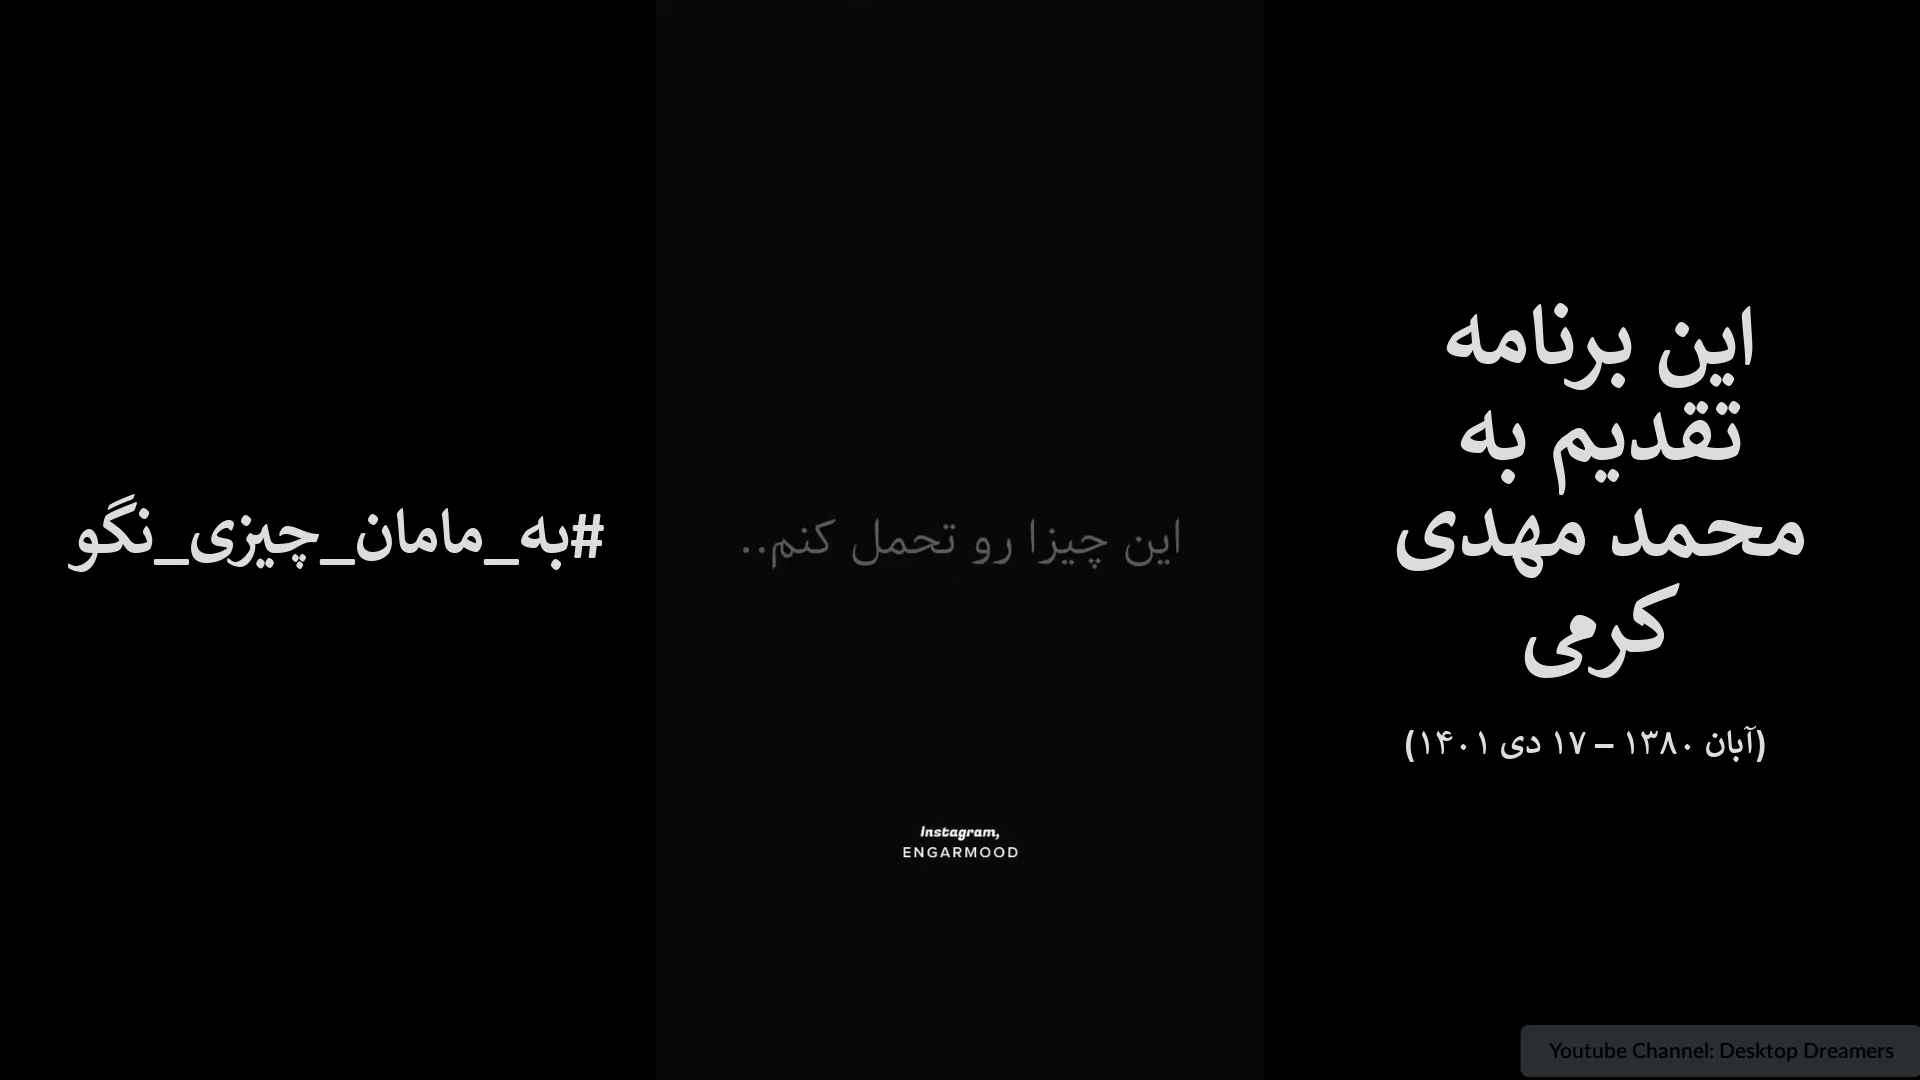 #به_مامان_چیزی_نگو
این چیزا رو تحمل کنم..
Instagram,
ENGARMOOD
این برنامه
تقدیم به
محمد مهدی
کرمی
(آبان ۱۳۸۰ – ۱۷ دی ۱۴۰۱)
Youtube Channel: Desktop Dreamers